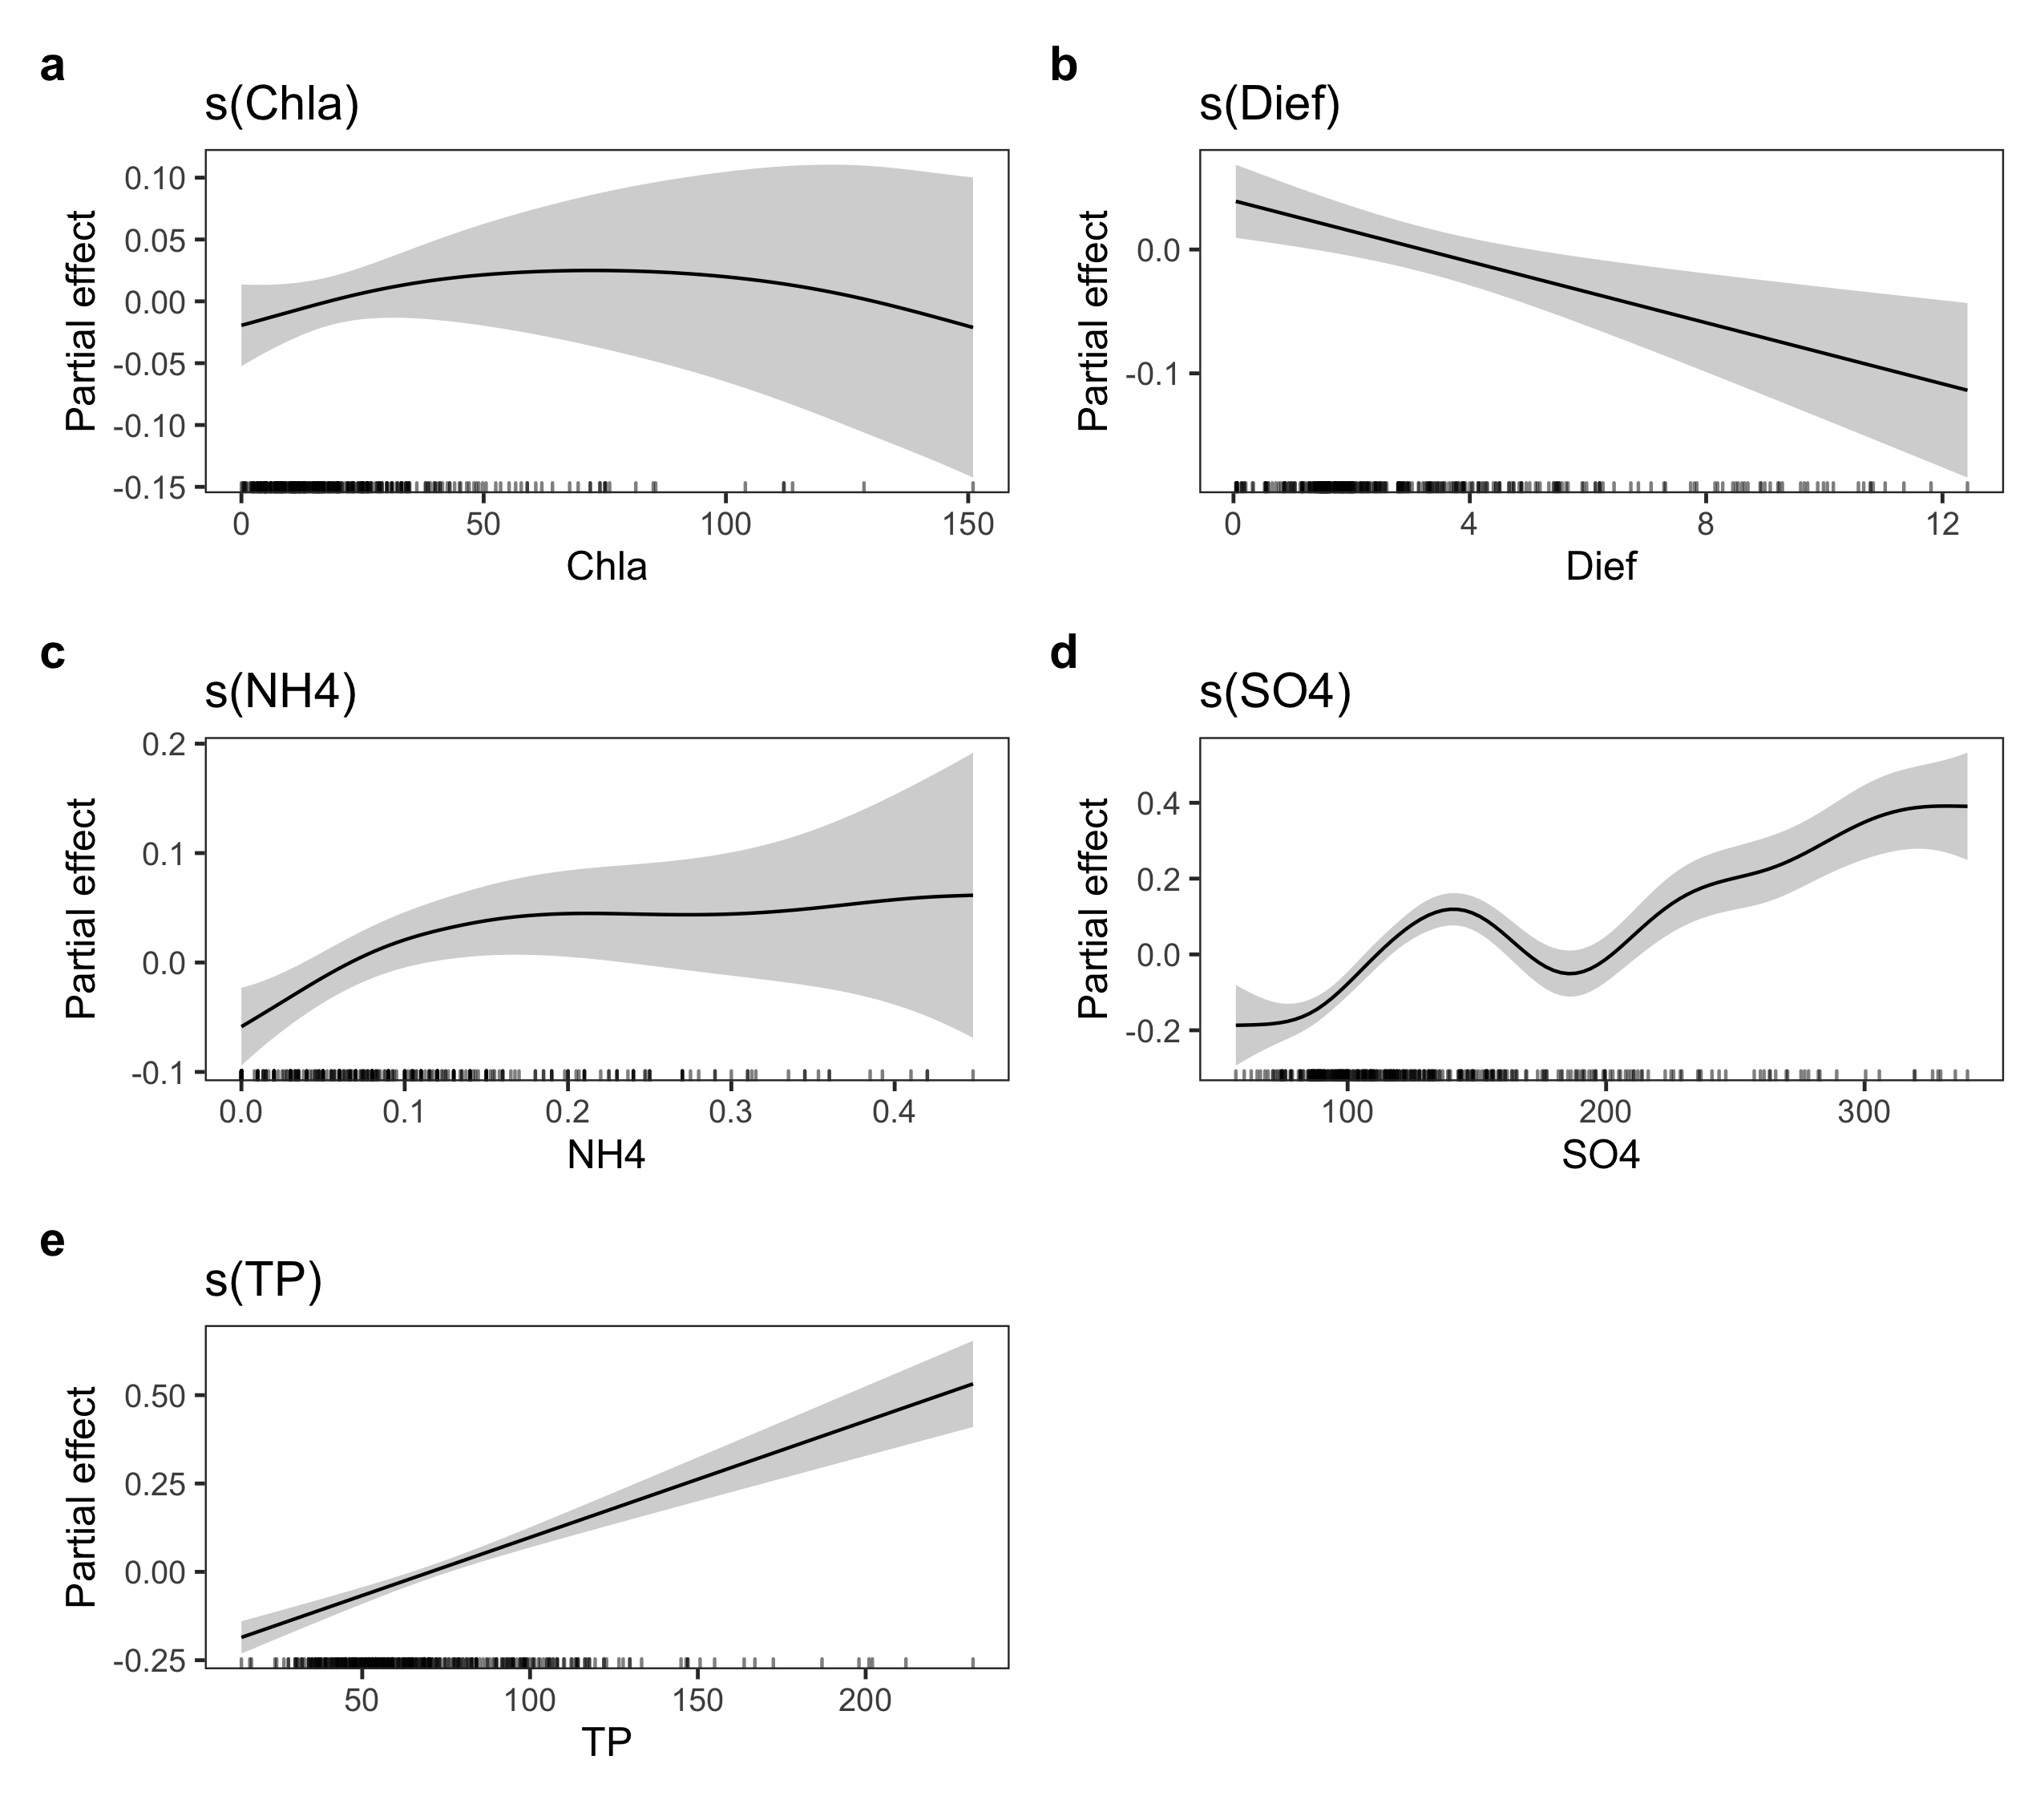 a
s(Chla)
Partial effect
0.10
0.05
0.00
-0.05
-0.10
-0.15
0 50 100 150
Chla
b
s(Dief)
Partial effect
0.0
-0.1
0 4 8 12
Dief
c
s(NH4)
Partial effect
0.2
0.1
0.0
-0.1
0.0 0.1 0.2 0.3 0.4
NH4
d
s(SO4)
Partial effect
0.4
0.2
0.0
-0.2
100 200 300
SO4
e
s(TP)
Partial effect
0.50
0.25
0.00
-0.25
50 100 150 200
TP